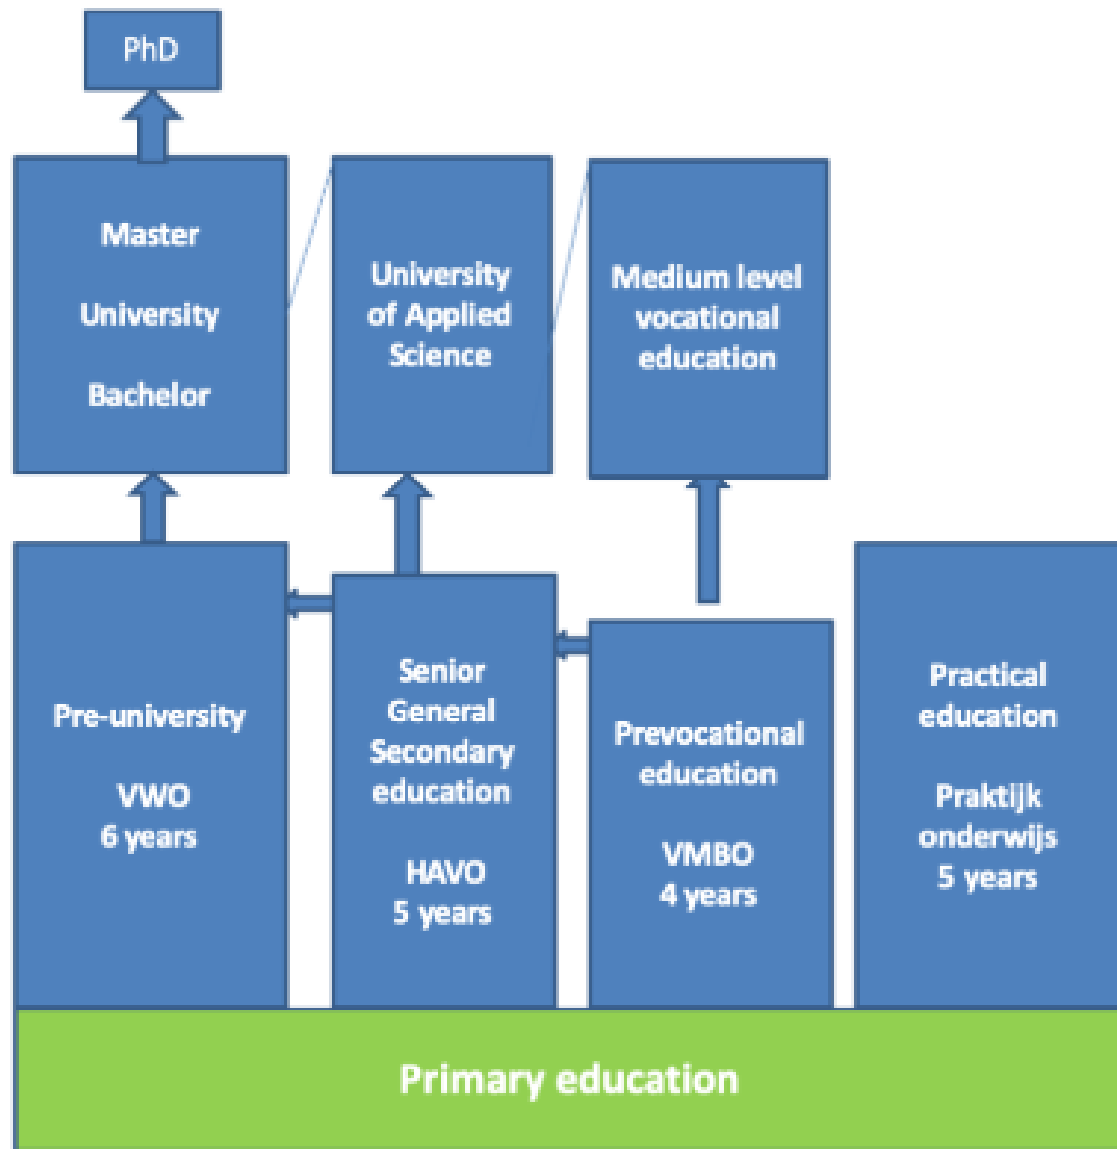 PhD
Master
University
Bachelor
University
of Applied
Science
Medium level
vocational
education
Pre-university
VWO
6 years
Senior
General
Secondary
education
HAVO
5 years
Prevocational
education
VMBO
4 years
Practical
education
Praktijk
onderwijs
5 years
Primary education